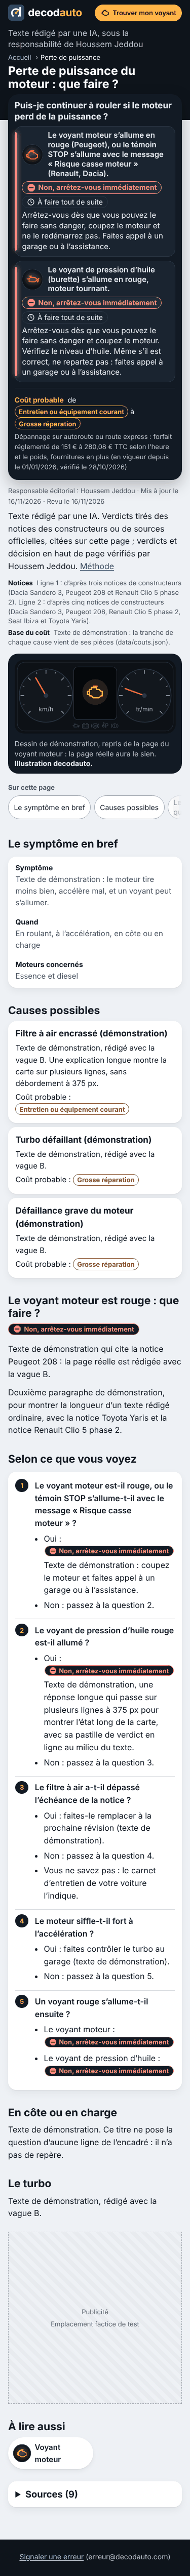 decodauto
Trouver mon voyant
Texte rédigé par une IA, sous la
responsabilité de Houssem Jeddou
Accueil › Perte de puissance
Perte de puissance du
moteur : que faire ?
Puis-je continuer à rouler si le moteur
perd de la puissance ?
Le voyant moteur s’allume en
rouge (Peugeot), ou le témoin
STOP s’allume avec le message
« Risque casse moteur »
(Renault, Dacia).
Non, arrêtez-vous immédiatement
À faire tout de suite
Arrêtez-vous dès que vous pouvez le
faire sans danger, coupez le moteur et
ne le redémarrez pas. Faites appel à un
garage ou à l’assistance.
Le voyant de pression d’huile
(burette) s’allume en rouge,
moteur tournant.
Non, arrêtez-vous immédiatement
À faire tout de suite
Arrêtez-vous dès que vous pouvez le
faire sans danger et coupez le moteur.
Vérifiez le niveau d’huile. Même s’il est
correct, ne repartez pas : faites appel à
un garage ou à l’assistance.
Coût probable de
Entretien ou équipement courant à
Grosse réparation
Dépannage sur autoroute ou route express : forfait
réglementé de 151 € à 280,08 € TTC selon l’heure
et le poids (fourrière exclue, en vigueur depuis
le 01/01/2026, vérifié le 28/10/2026)
Responsable éditorial : Houssem Jeddou · Mis à jour le
16/11/2026 · Revu le 16/11/2026
Texte rédigé par une IA. Verdicts tirés des
notices constructeurs ou de sources
officielles, citées sur cette page ; verdicts et
décision en haut de page vérifiés par
Houssem Jeddou. Méthode
Notices Ligne 1 : d’après trois notices de constructeurs
(Dacia Sandero 3, Peugeot 208 et Renault Clio 5 phase
2). Ligne 2 : d’après cinq notices de constructeurs
(Dacia Sandero 3, Peugeot 208, Renault Clio 5 phase 2,
Seat Ibiza et Toyota Yaris).
Base du coût Texte de démonstration : la tranche de
chaque cause vient de ses pièces (data/couts.json).
km/h
tr/min
Dessin de démonstration, repris de la page du
voyant moteur : la page réelle aura le sien.
Illustration decodauto.
Sur cette page
Le symptôme en bref
Causes possibles
Le symptôme en bref
Symptôme
Texte de démonstration : le moteur tire
moins bien, accélère mal, et un voyant peut
s’allumer.
Quand
En roulant, à l’accélération, en côte ou en
charge
Moteurs concernés
Essence et diesel
Causes possibles
Filtre à air encrassé (démonstration)
Texte de démonstration, rédigé avec la
vague B. Une explication longue montre la
carte sur plusieurs lignes, sans
débordement à 375 px.
Coût probable :
Entretien ou équipement courant
Turbo défaillant (démonstration)
Texte de démonstration, rédigé avec la
vague B.
Coût probable : Grosse réparation
Défaillance grave du moteur
(démonstration)
Texte de démonstration, rédigé avec la
vague B.
Coût probable : Grosse réparation
Le voyant moteur est rouge : que
faire ?
Non, arrêtez-vous immédiatement
Texte de démonstration qui cite la notice
Peugeot 208 : la page réelle est rédigée avec
la vague B.
Deuxième paragraphe de démonstration,
pour montrer la longueur d’un texte rédigé
ordinaire, avec la notice Toyota Yaris et la
notice Renault Clio 5 phase 2.
Selon ce que vous voyez
1 Le voyant moteur est-il rouge, ou le
témoin STOP s’allume-t-il avec le
message « Risque casse
moteur » ?
• Oui :
Non, arrêtez-vous immédiatement
Texte de démonstration : coupez
le moteur et faites appel à un
garage ou à l’assistance.
• Non : passez à la question 2.
2 Le voyant de pression d’huile rouge
est-il allumé ?
• Oui :
Non, arrêtez-vous immédiatement
Texte de démonstration, une
réponse longue qui passe sur
plusieurs lignes à 375 px pour
montrer l’état long de la carte,
avec sa pastille de verdict en
ligne au milieu du texte.
• Non : passez à la question 3.
3 Le filtre à air a-t-il dépassé
l’échéance de la notice ?
• Oui : faites-le remplacer à la
prochaine révision (texte de
démonstration).
• Non : passez à la question 4.
• Vous ne savez pas : le carnet
d’entretien de votre voiture
l’indique.
4 Le moteur siffle-t-il fort à
l’accélération ?
• Oui : faites contrôler le turbo au
garage (texte de démonstration).
• Non : passez à la question 5.
5 Un voyant rouge s’allume-t-il
ensuite ?
• Le voyant moteur :
Non, arrêtez-vous immédiatement
• Le voyant de pression d’huile :
Non, arrêtez-vous immédiatement
En côte ou en charge
Texte de démonstration. Ce titre ne pose la
question d’aucune ligne de l’encadré : il n’a
pas de repère.
Le turbo
Texte de démonstration, rédigé avec la
vague B.
Publicité
Emplacement factice de test
À lire aussi
Voyant
moteur
Sources (9)
Signaler une erreur (erreur@decodauto.com)